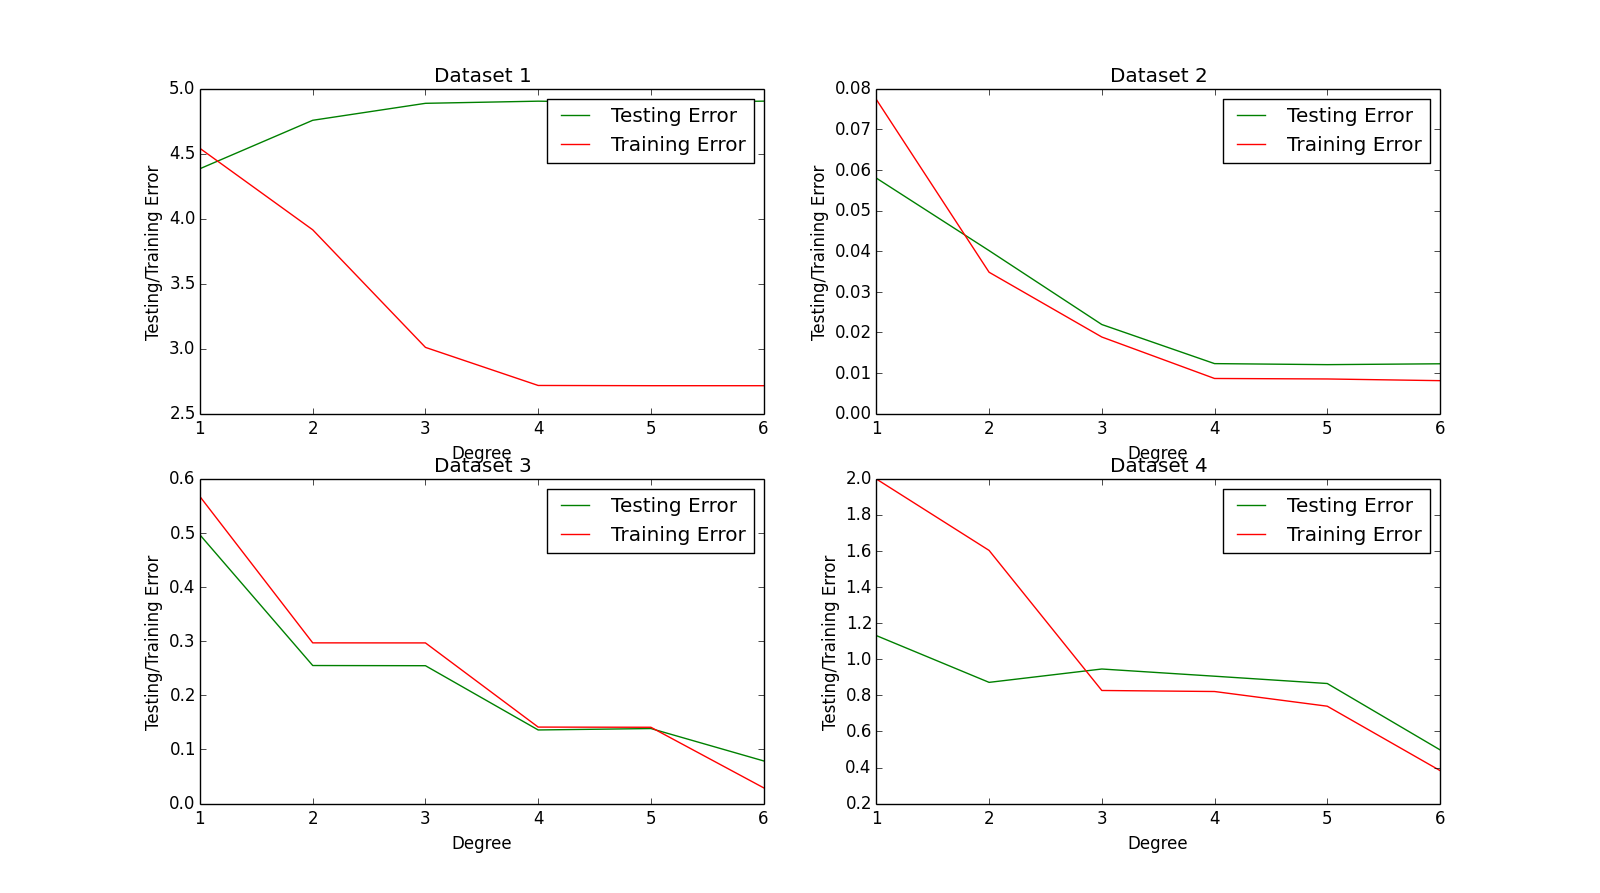 Dataset 1
5.0
4.5
4.0
3.5
3.0
2.5
Testing/Training Error
Testing Error
Training Error
1 2 3 4 5 6
Degree
Dataset 2
0.08
0.07
0.06
0.05
0.04
0.03
0.02
0.01
0.00
Testing/Training Error
Testing Error
Training Error
1 2 3 4 5 6
Degree
Dataset 3
0.6
0.5
0.4
0.3
0.2
0.1
0.0
Testing/Training Error
Testing Error
Training Error
1 2 3 4 5 6
Degree
Dataset 4
2.0
1.8
1.6
1.4
1.2
1.0
0.8
0.6
0.4
0.2
Testing/Training Error
Testing Error
Training Error
1 2 3 4 5 6
Degree